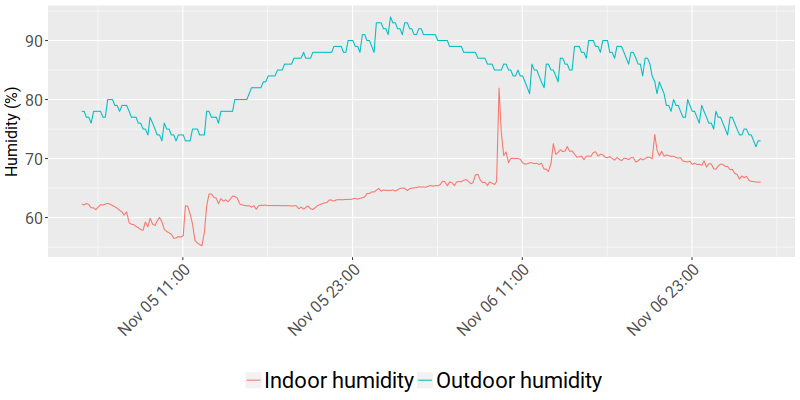 Humidity (%)
90
80
70
60
Nov 05 11:00
Nov 05 23:00
Nov 06 11:00
Nov 06 23:00
Indoor humidity Outdoor humidity